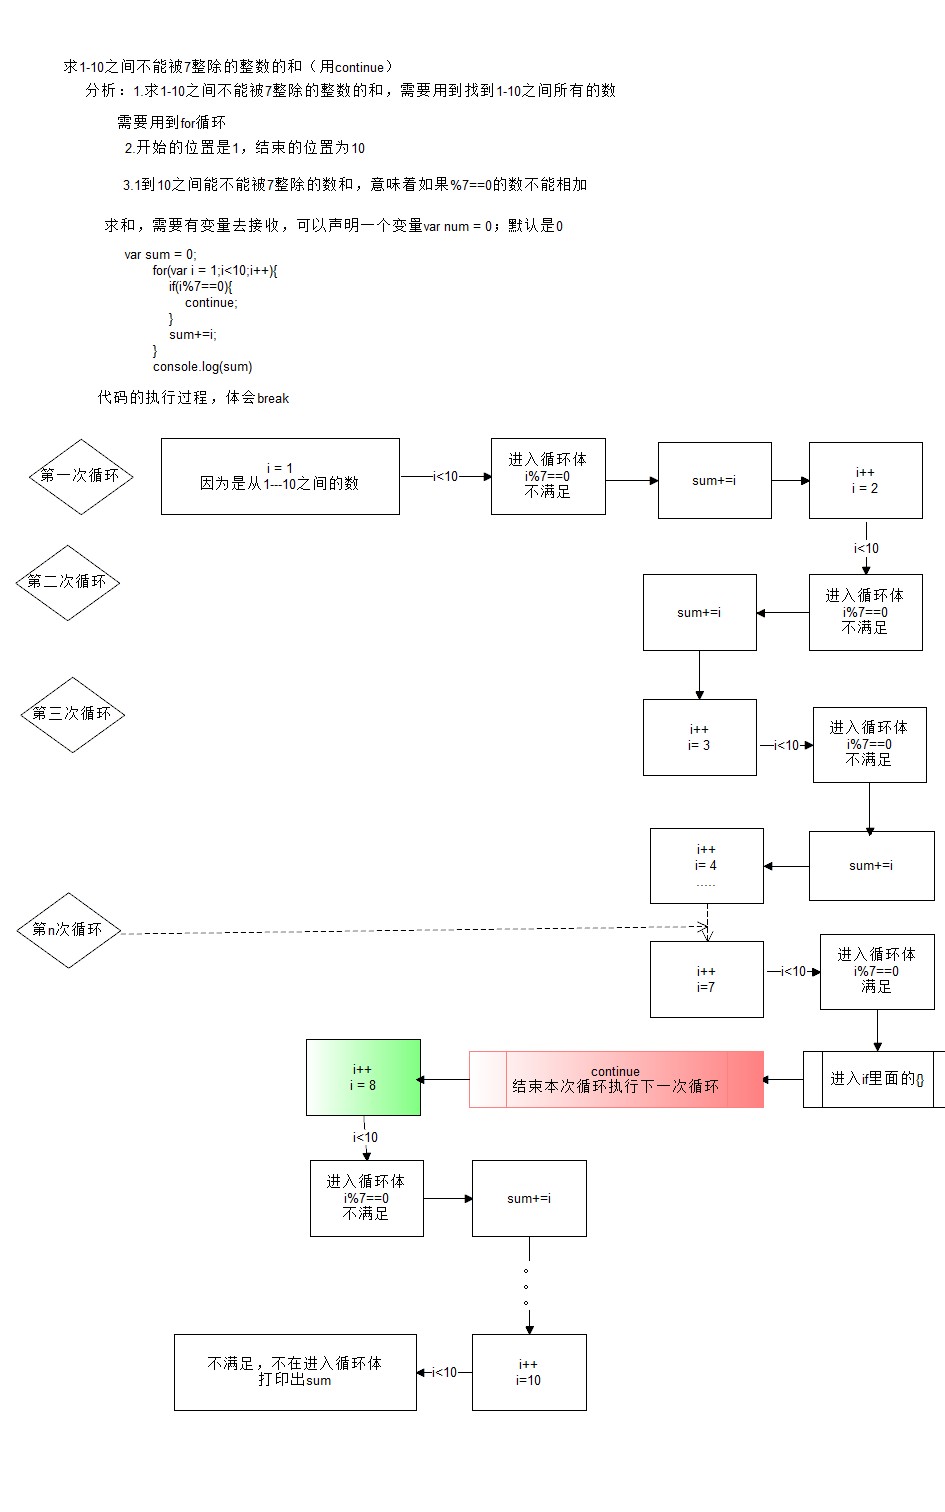 求1-10之间不能被7整除的整数的和（用continue）
分析：1.求1-10之间不能被7整除的整数的和，需要用到找到1-10之间所有的数
需要用到for循环
2.开始的位置是1，结束的位置为10
3.1到10之间能不能被7整除的数和，意味着如果%7==0的数不能相加
求和，需要有变量去接收，可以声明一个变量var num = 0；默认是0
var sum = 0;
for(var i = 1;i<10;i++){
if(i%7==0){
continue;
}
sum+=i;
}
console.log(sum)
代码的执行过程，体会break
第一次循环
i = 1
因为是从1---10之间的数
i<10
进入循环体
i%7==0
不满足
sum+=i
i++
i = 2
i<10
第二次循环
进入循环体
i%7==0
不满足
sum+=i
第三次循环
i++
i= 3
i<10
进入循环体
i%7==0
不满足
sum+=i
i++
i= 4
.....
第n次循环
i++
i=7
i<10
进入循环体
i%7==0
满足
进入if里面的{}
continue
结束本次循环执行下一次循环
i++
i = 8
i<10
进入循环体
i%7==0
不满足
sum+=i
。
。
。
i++
i=10
i<10
不满足，不在进入循环体
打印出sum